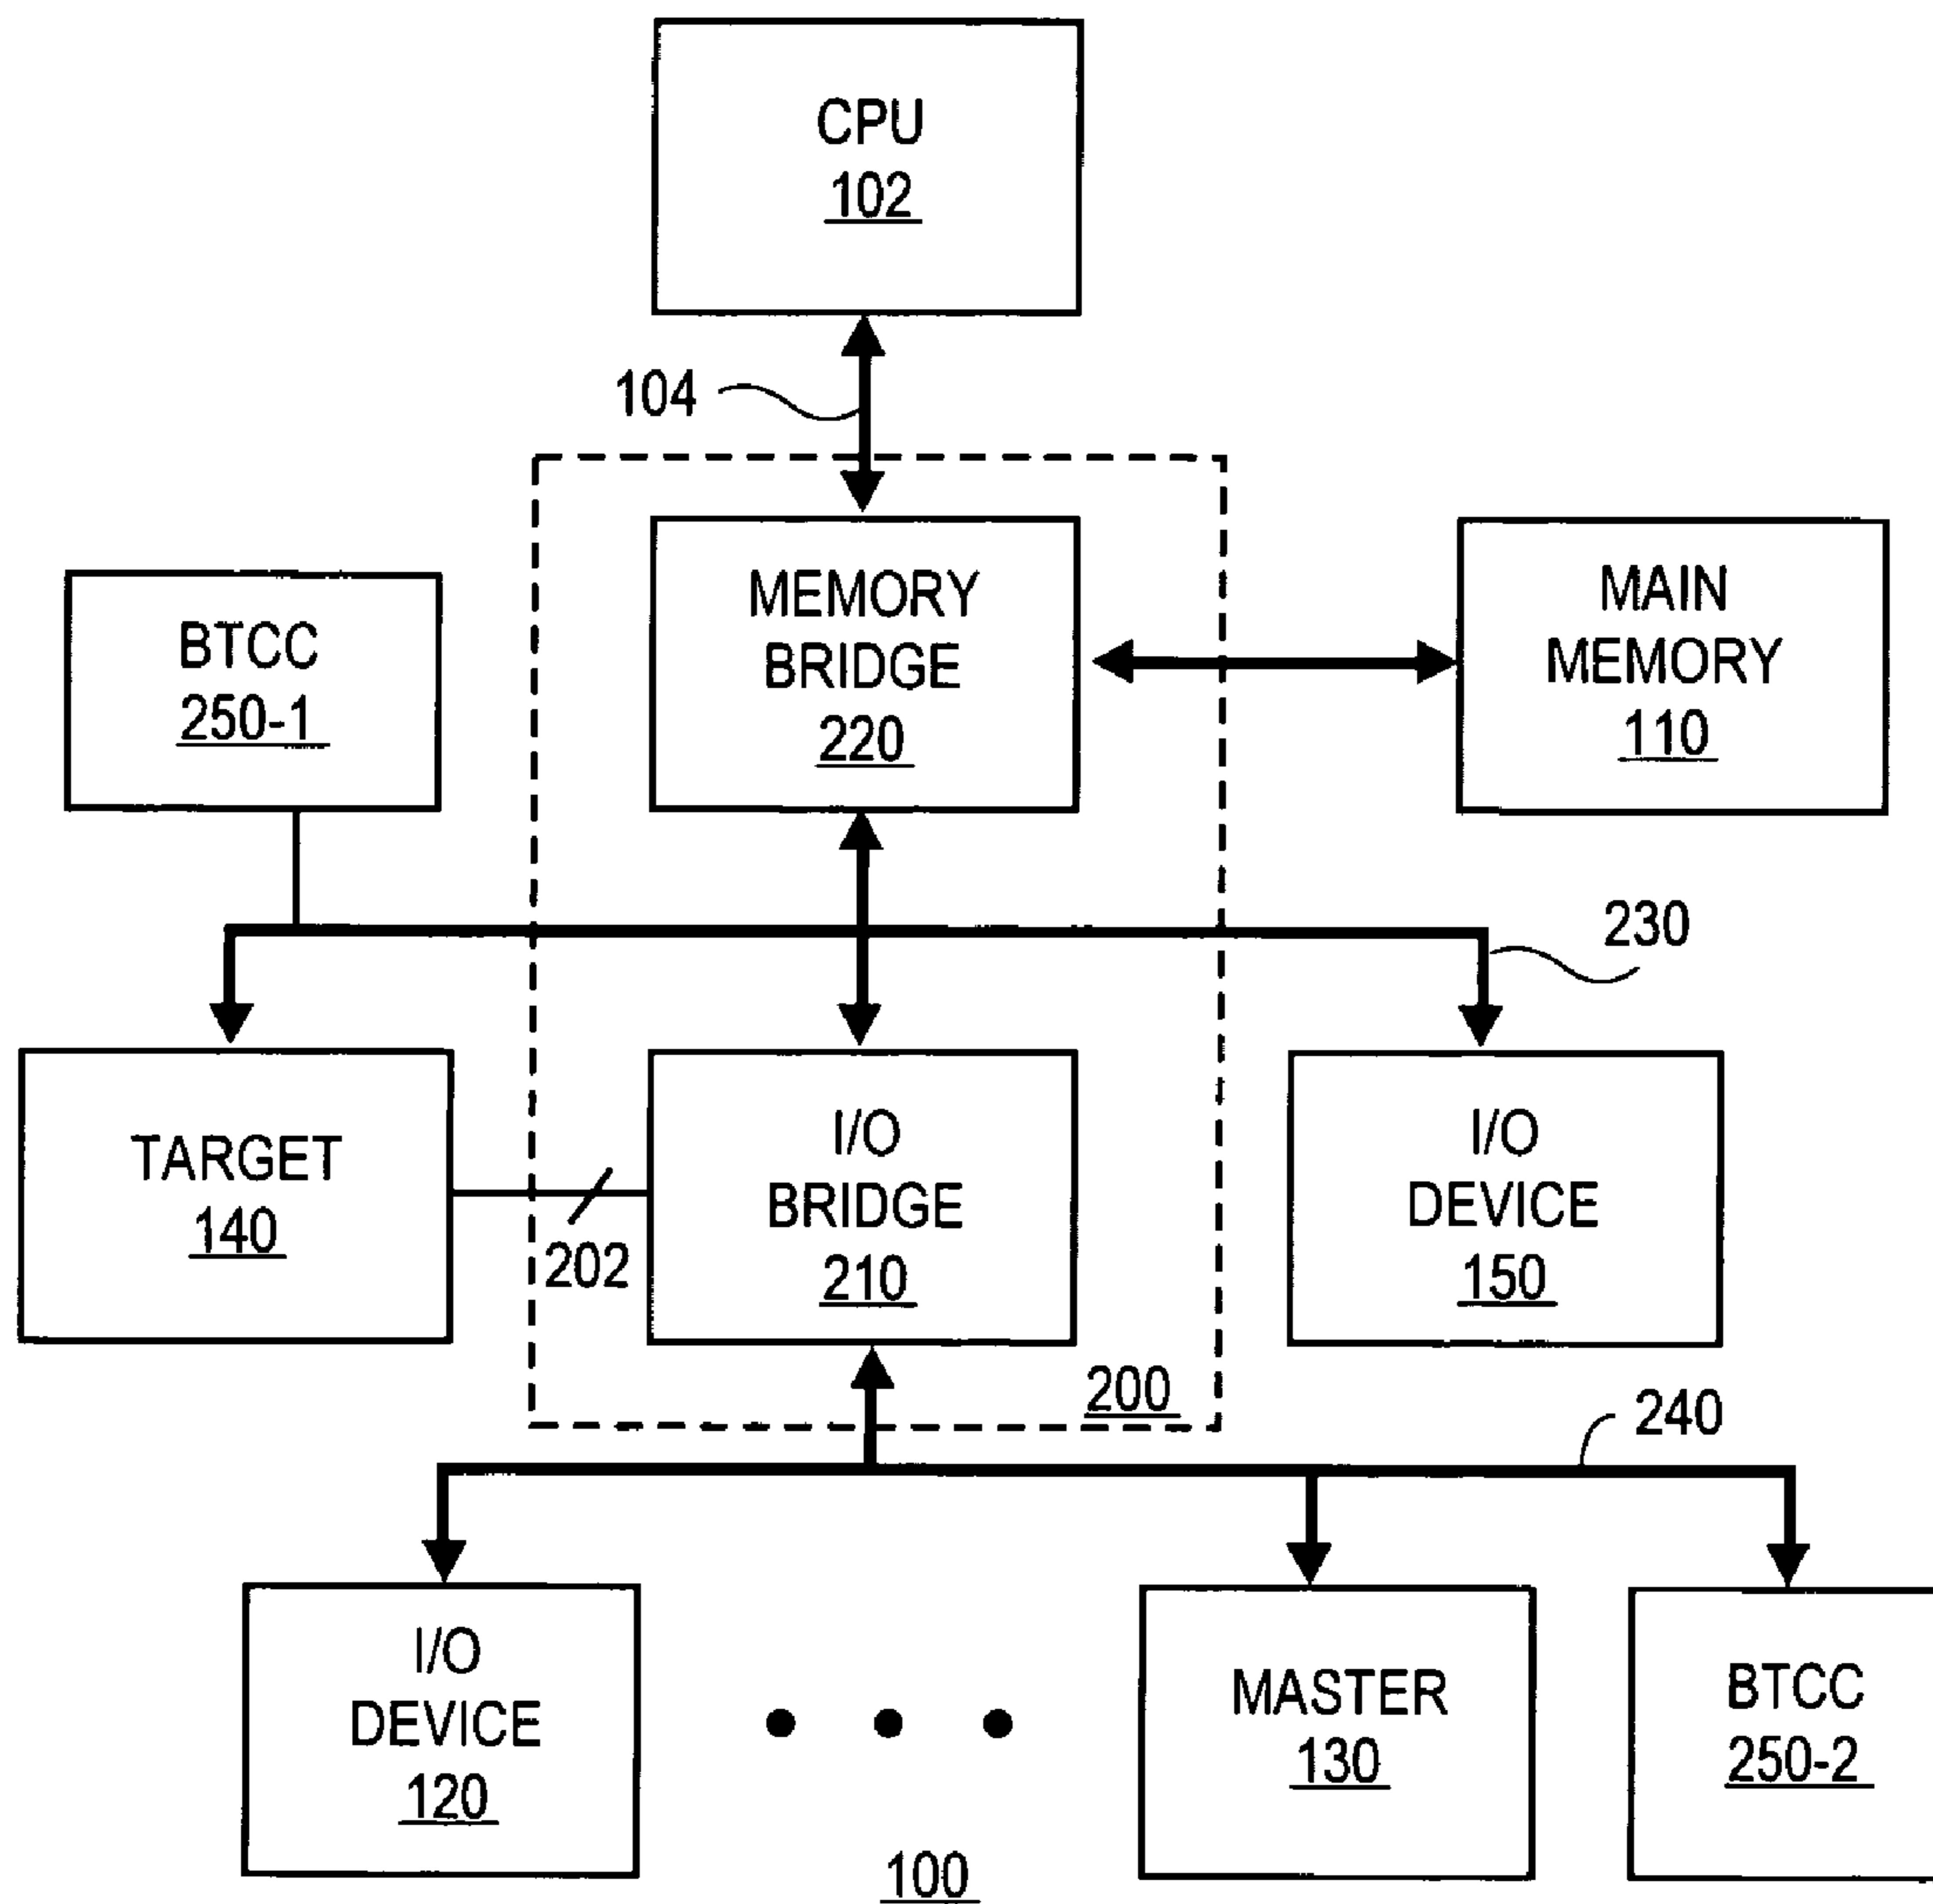 CPU
102
104
MEMORY
BRIDGE
220
MAIN
MEMORY
110
BTCC
250-1
230
TARGET
140
202
I/O
BRIDGE
210
I/O
DEVICE
150
200
240
I/O
DEVICE
120
MASTER
130
BTCC
250-2
100